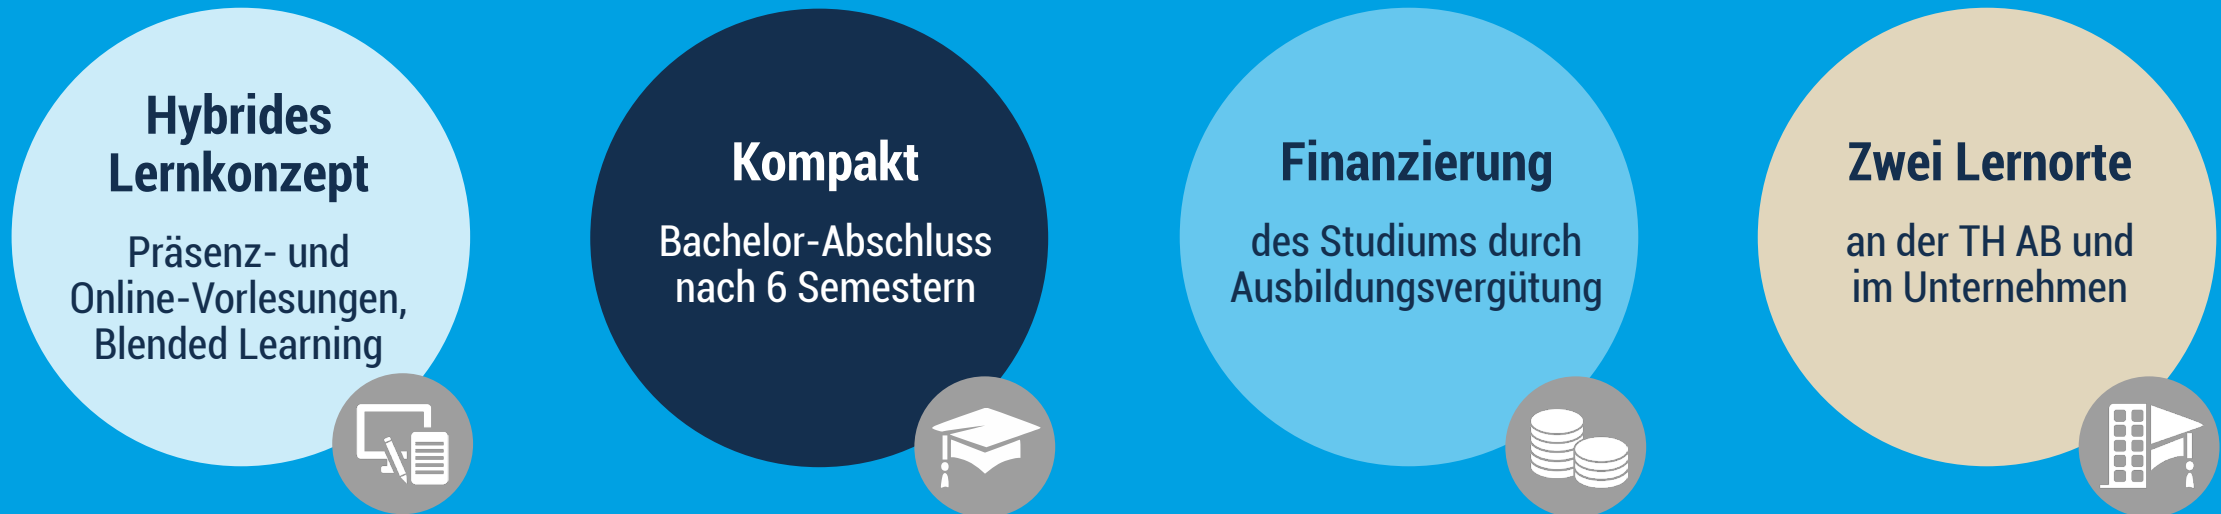 Hybrides
Lernkonzept
Präsenz- und
Online-Vorlesungen,
Blended Learning
Kompakt
Bachelor-Abschluss
nach 6 Semestern
Finanzierung
des Studiums durch
Ausbildungsvergütung
Zwei Lernorte
an der TH AB und
im Unternehmen